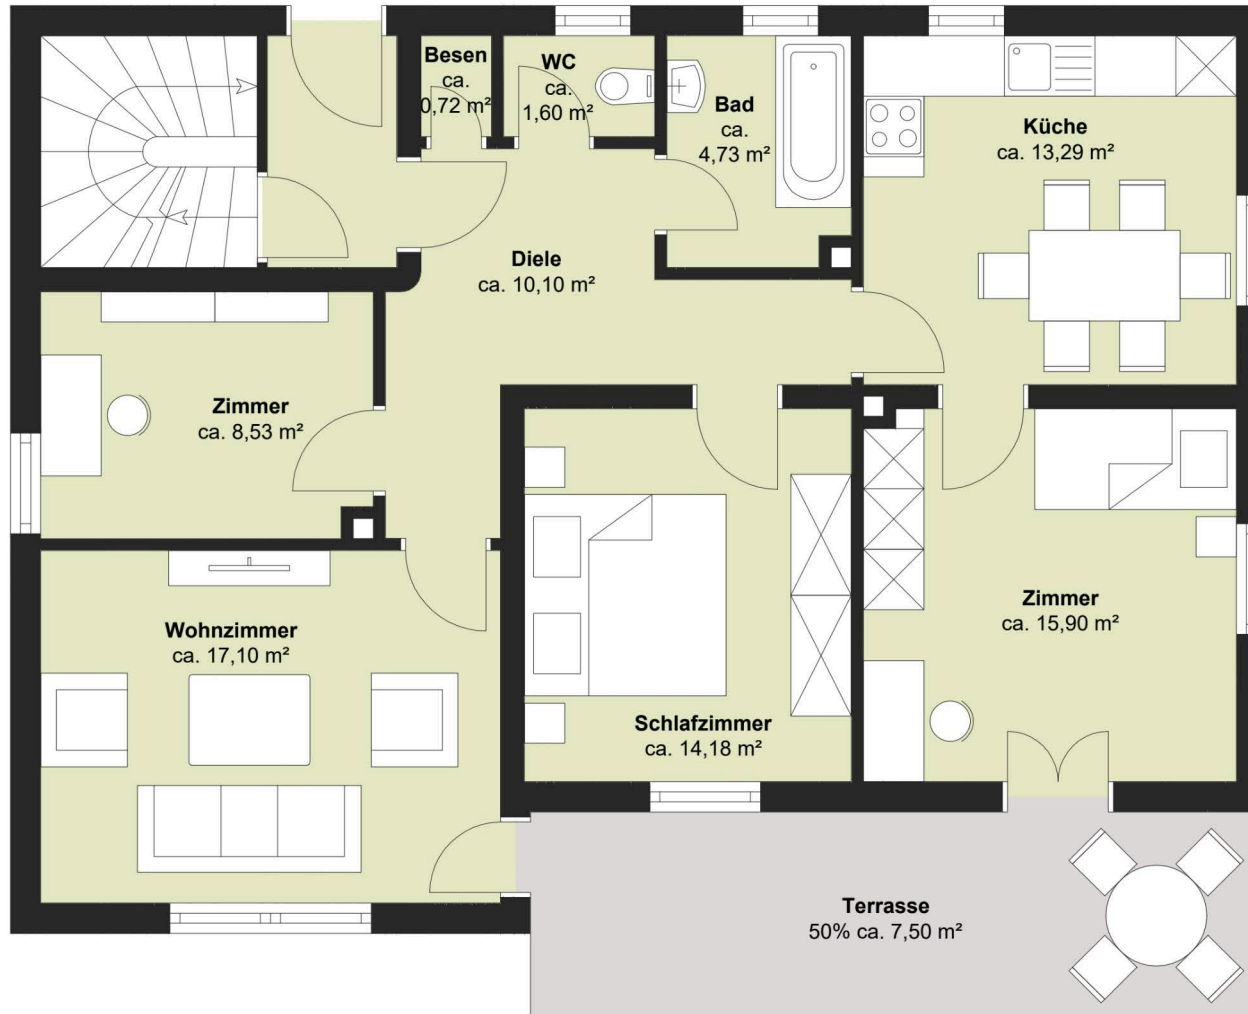 Besen
ca.
0,72 m²
WC
ca.
1,60 m²
Bad
ca.
4,73 m²
Küche
ca. 13,29 m²
Diele
ca. 10,10 m²
Zimmer
ca. 8,53 m²
Wohnzimmer
ca. 17,10 m²
Schlafzimmer
ca. 14,18 m²
Zimmer
ca. 15,90 m²
Terrasse
50% ca. 7,50 m²